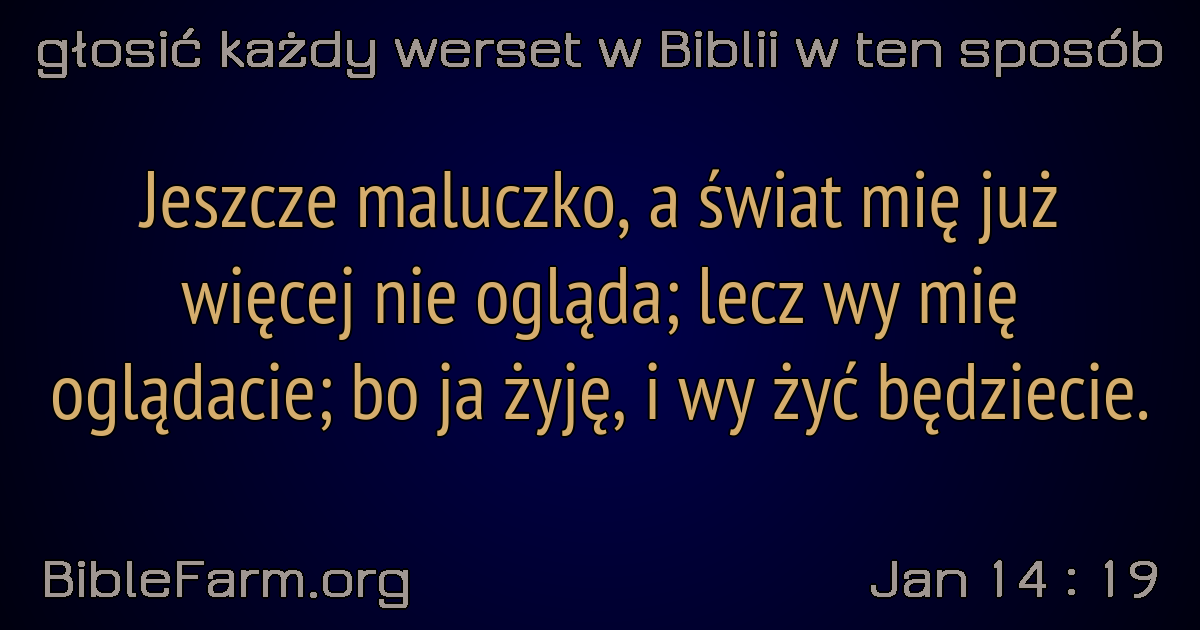 głosić każdy werset w Biblii w ten sposób
Jeszcze maluczko, a świat mię już
więcej nie ogląda; lecz wy mię
oglądacie; bo ja żyję, i wy żyć będziecie.
BibleFarm.org
Jan 14 : 19